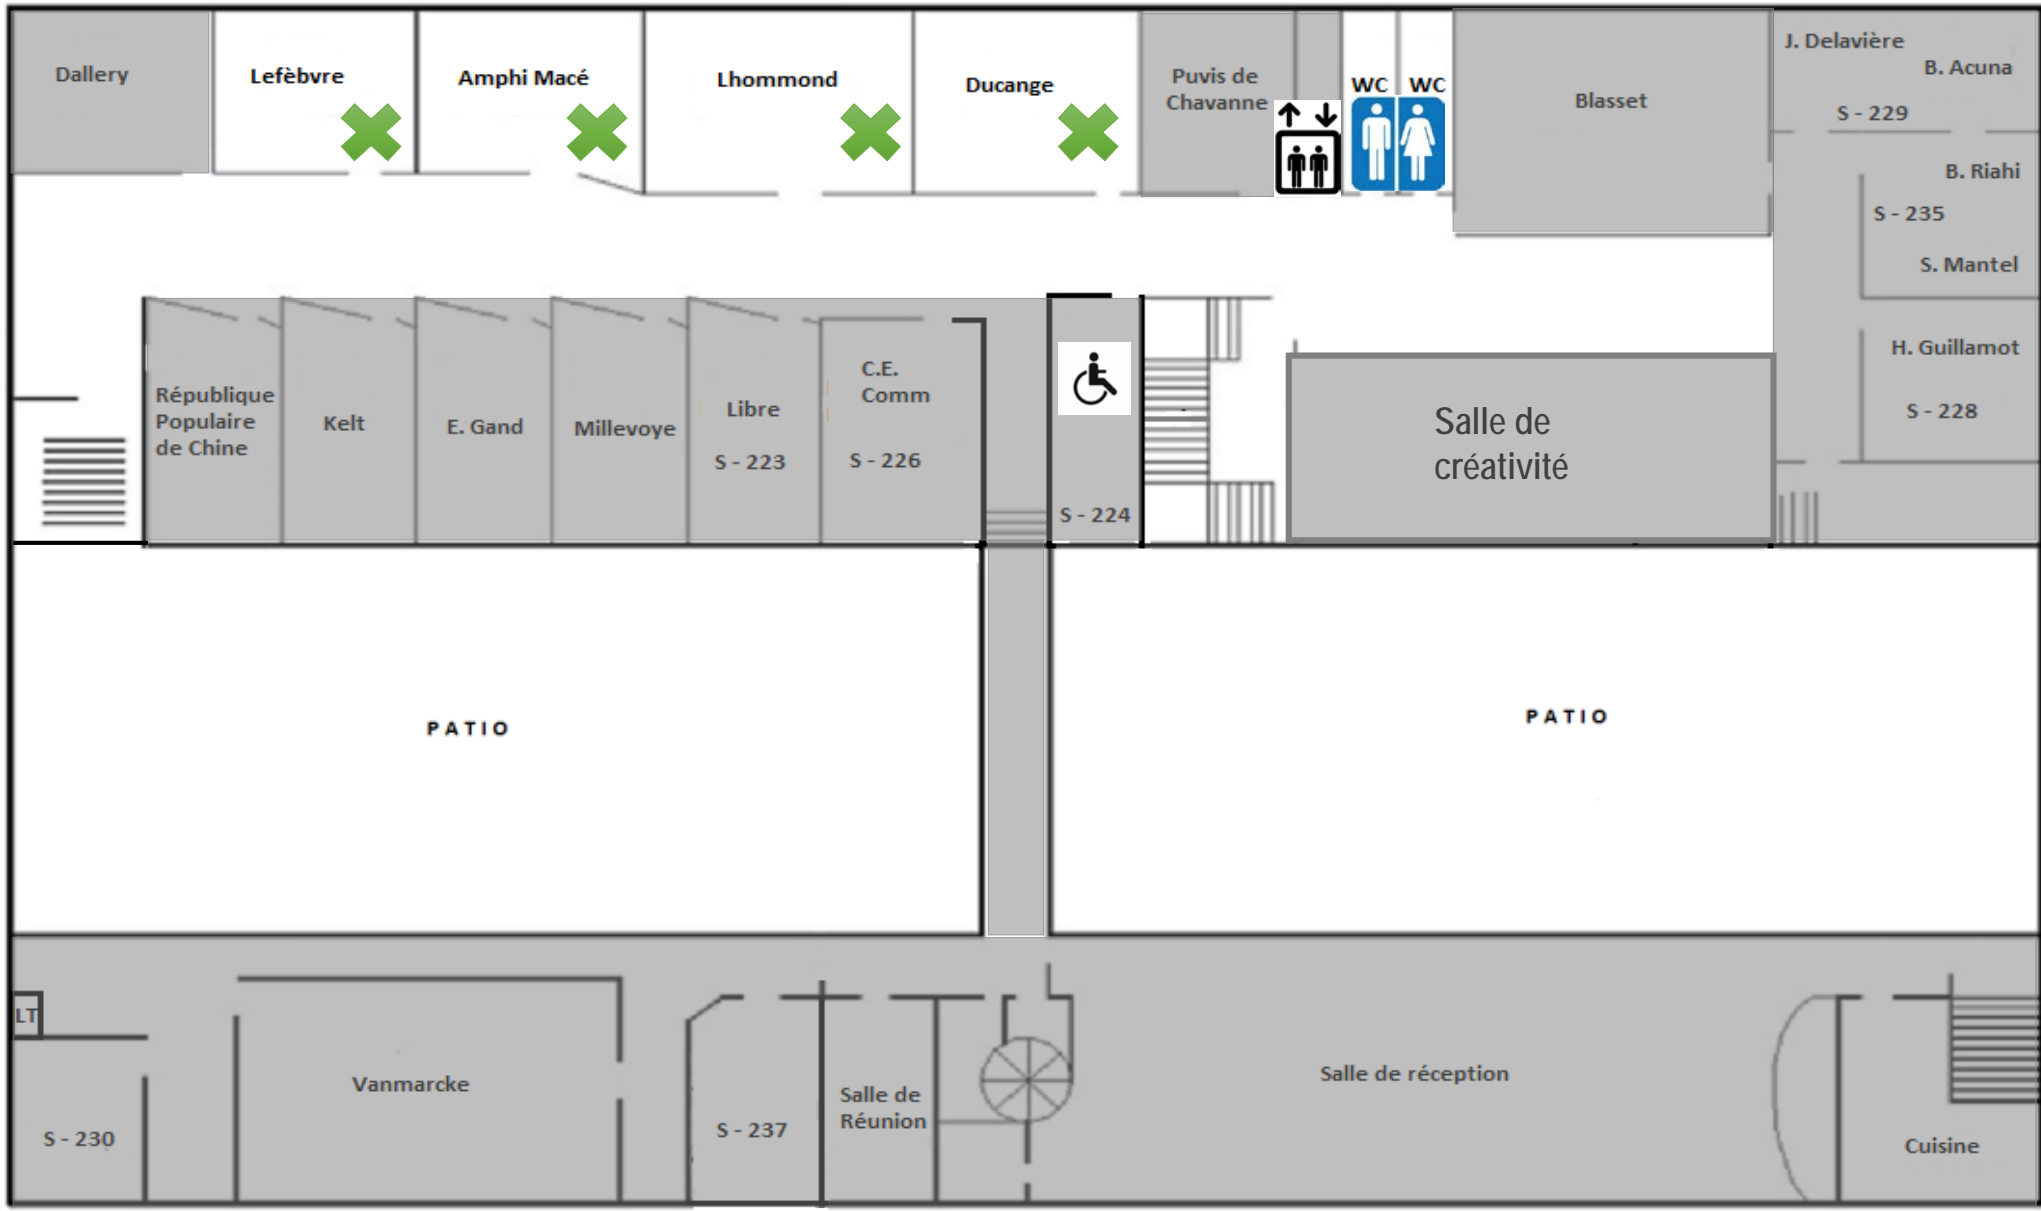 Dallery
Lefèbvre
Amphi Macé
Lhommond
Ducange
Puvis de
Chavanne
WC
WC
Blasset
J. Delavière
B. Acuna
S - 229
B. Riahi
S - 235
S. Mantel
H. Guillamot
S - 228
République
Populaire
de Chine
Kelt
E. Gand
Millevoye
Libre
S - 223
C.E.
Comm
S - 226
S - 224
Salle de
créativité
PATIO
PATIO
LT
S - 230
Vanmarcke
S - 237
Salle de
Réunion
Salle de réception
Cuisine